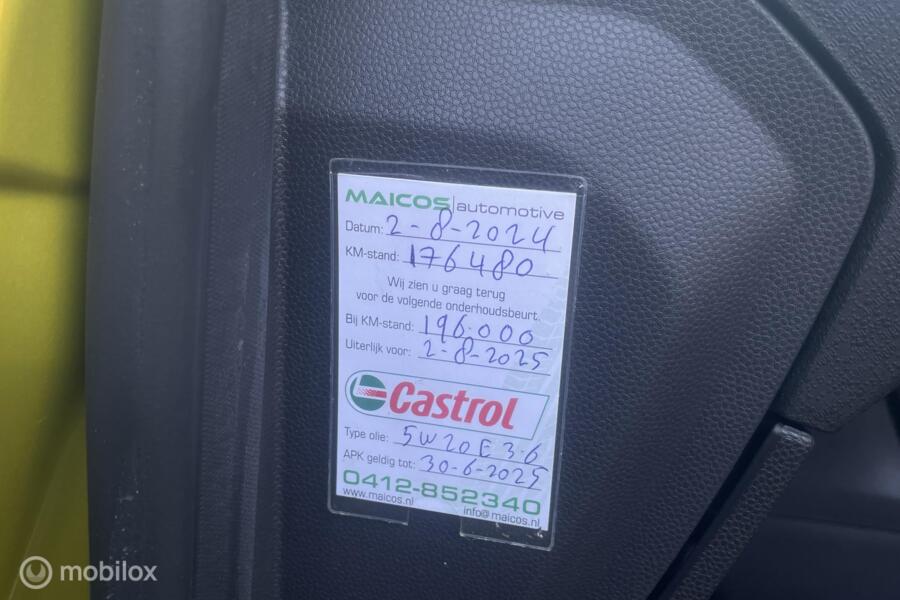 MAICOS|automotive
Datum: 2-8-2024
KM-stand: 176480
Wij zien u graag terug
voor de volgende onderhoudsbeurt.
Bij KM-stand: 196.000
Uiterlijk voor: 2-8-2025
Castrol
Type olie: 5W20E 3.6
APK geldig tot: 30-6-2025
0412-852340
www.maicos.nl info@maicos.nl
mobilox